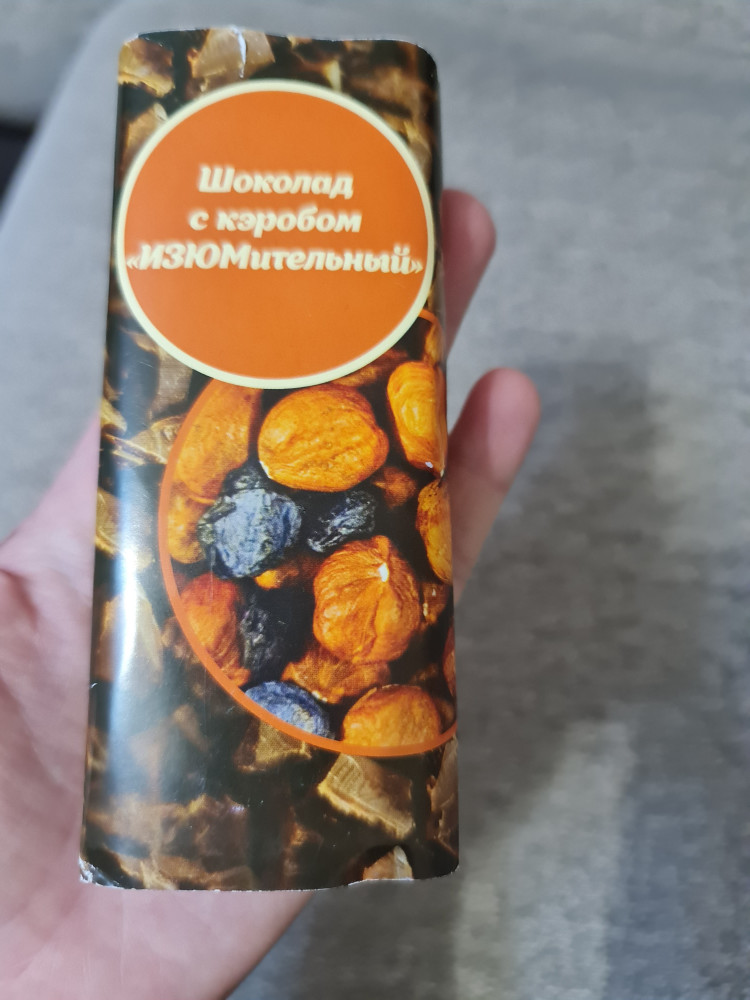 Шоколад
с кэробом
«ИЗЮМительный»